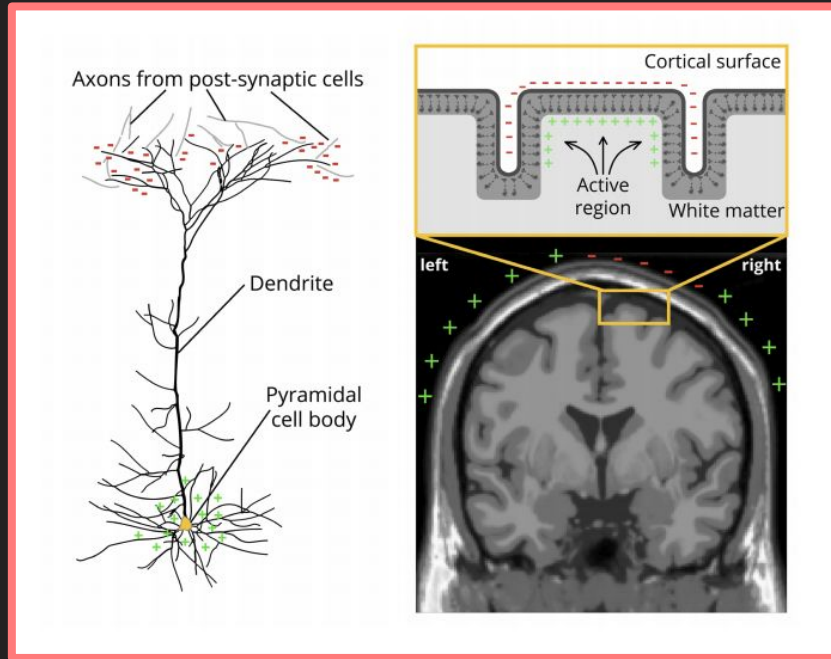 Axons from post-synaptic cells
Dendrite
Pyramidal
cell body
Cortical surface
Active
region
White matter
left
right